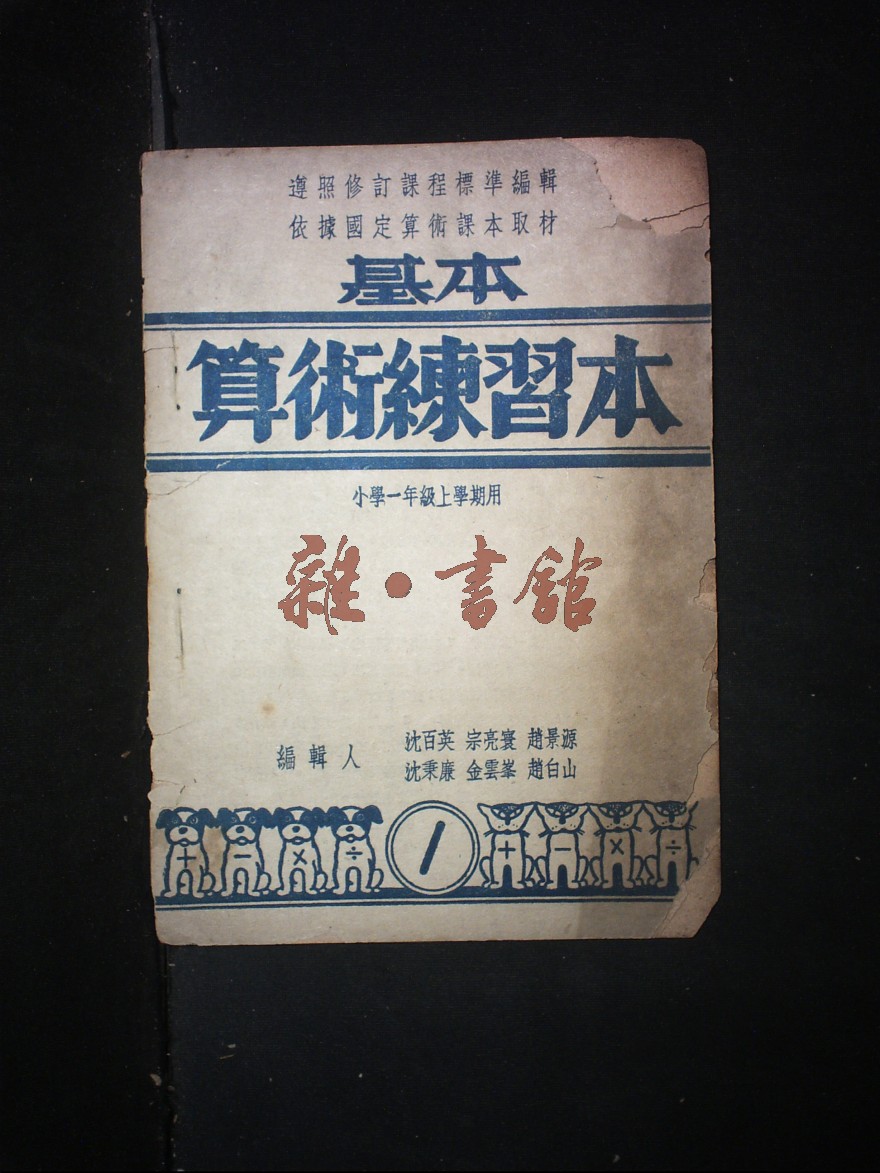 遵照修訂課程標準編輯
依據國定算術課本取材
基本
算術練習本
小學一年級上學期用
雜·書館
編輯人
沈百英 宗亮寰 趙景源
沈秉廉 金雲峯 趙白山
+ − × ÷ 1 + − × ÷